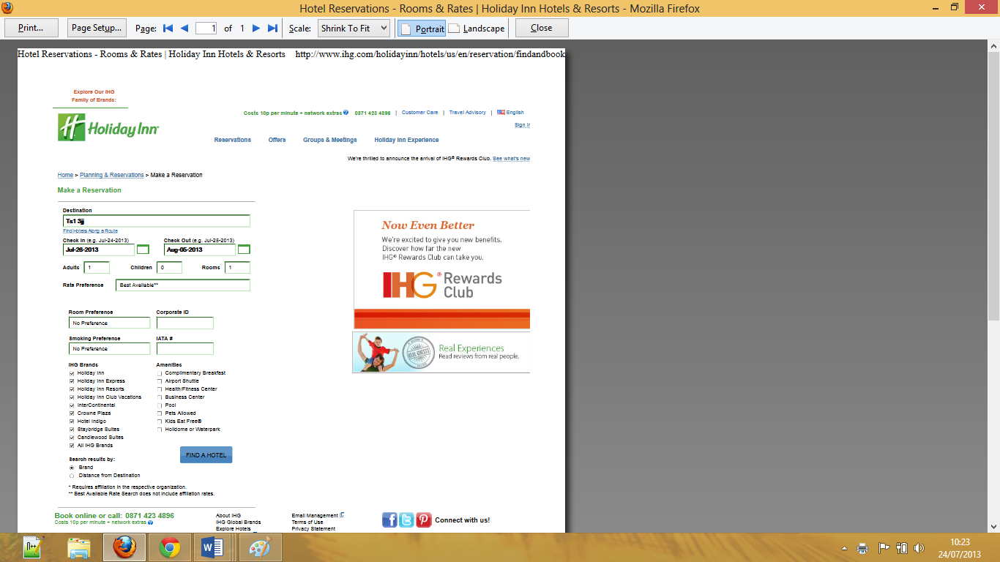 Hotel Reservations - Rooms & Rates | Holiday Inn Hotels & Resorts - Mozilla Firefox
Print... Page Setup... Page: 1 of 1 Scale: Shrink To Fit Portrait Landscape Close
Hotel Reservations - Rooms & Rates | Holiday Inn Hotels & Resorts http://www.ihg.com/holidayinn/hotels/us/en/reservation/findandbook
Explore Our IHG
Family of Brands:
Costs 10p per minute + network extras ? 0871 423 4896 | Customer Care | Travel Advisory | English
H Holiday Inn
Sign in
Reservations Offers Groups & Meetings Holiday Inn Experience
We're thrilled to announce the arrival of IHG® Rewards Club. See what's new
Home > Planning & Reservations > Make a Reservation
Make a Reservation
Destination
Ts1 3jj
Find Hotels Along a Route
Check In (e.g. Jul-24-2013) Check Out (e.g. Jul-25-2013)
Jul-26-2013 Aug-05-2013
Adults 1 Children 0 Rooms 1
Rate Preference Best Available**
Now Even Better
We're excited to give you new benefits.
Discover how far the new
IHG® Rewards Club can take you.
IHG® Rewards
Club
Room Preference Corporate ID
No Preference
Smoking Preference IATA #
No Preference
REAL GUESTS
Real Experiences
Read reviews from real people.
IHG Brands Amenities
Holiday Inn Complimentary Breakfast
Holiday Inn Express Airport Shuttle
Holiday Inn Resorts Health/Fitness Center
Holiday Inn Club Vacations Business Center
InterContinental Pool
Crowne Plaza Pets Allowed
Hotel Indigo Kids Eat Free®
Staybridge Suites Holidome or Waterpark
Candlewood Suites
All IHG Brands
FIND A HOTEL
Search results by:
Brand
Distance from Destination
* Requires affiliation in the respective organization.
** Best Available Rate Search does not include affiliation rates.
Book online or call: 0871 423 4896
Costs 10p per minute + network extras ?
About IHG Email Management
IHG Global Brands Terms of Use
Explore Hotels Privacy Statement
f t p Connect with us!
n++ W
10:23
24/07/2013